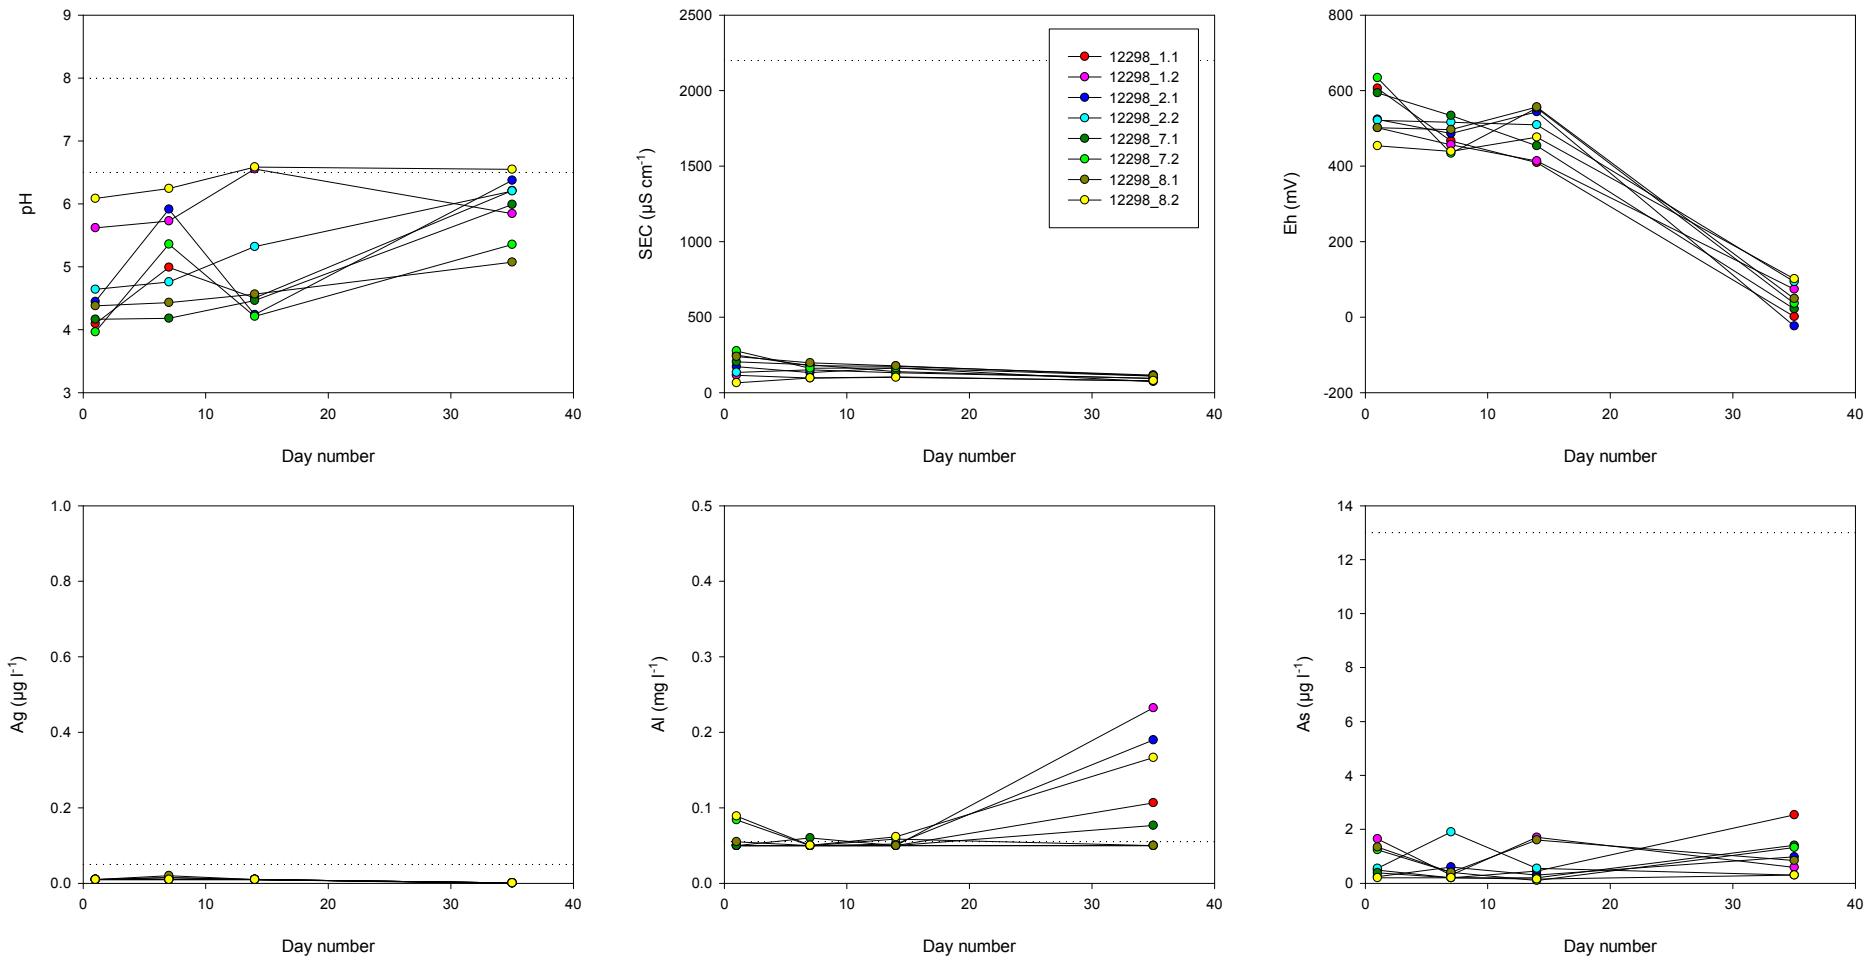 9
8
7
6
5
4
3
pH
0 10 20 30 40
Day number
2500
2000
1500
1000
500
0
SEC (µS cm⁻¹)
12298_1.1
12298_1.2
12298_2.1
12298_2.2
12298_7.1
12298_7.2
12298_8.1
12298_8.2
0 10 20 30 40
Day number
800
600
400
200
0
-200
Eh (mV)
0 10 20 30 40
Day number
1.0
0.8
0.6
0.4
0.2
0.0
Ag (µg l⁻¹)
0 10 20 30 40
Day number
0.5
0.4
0.3
0.2
0.1
0.0
Al (mg l⁻¹)
0 10 20 30 40
Day number
14
12
10
8
6
4
2
0
As (µg l⁻¹)
0 10 20 30 40
Day number